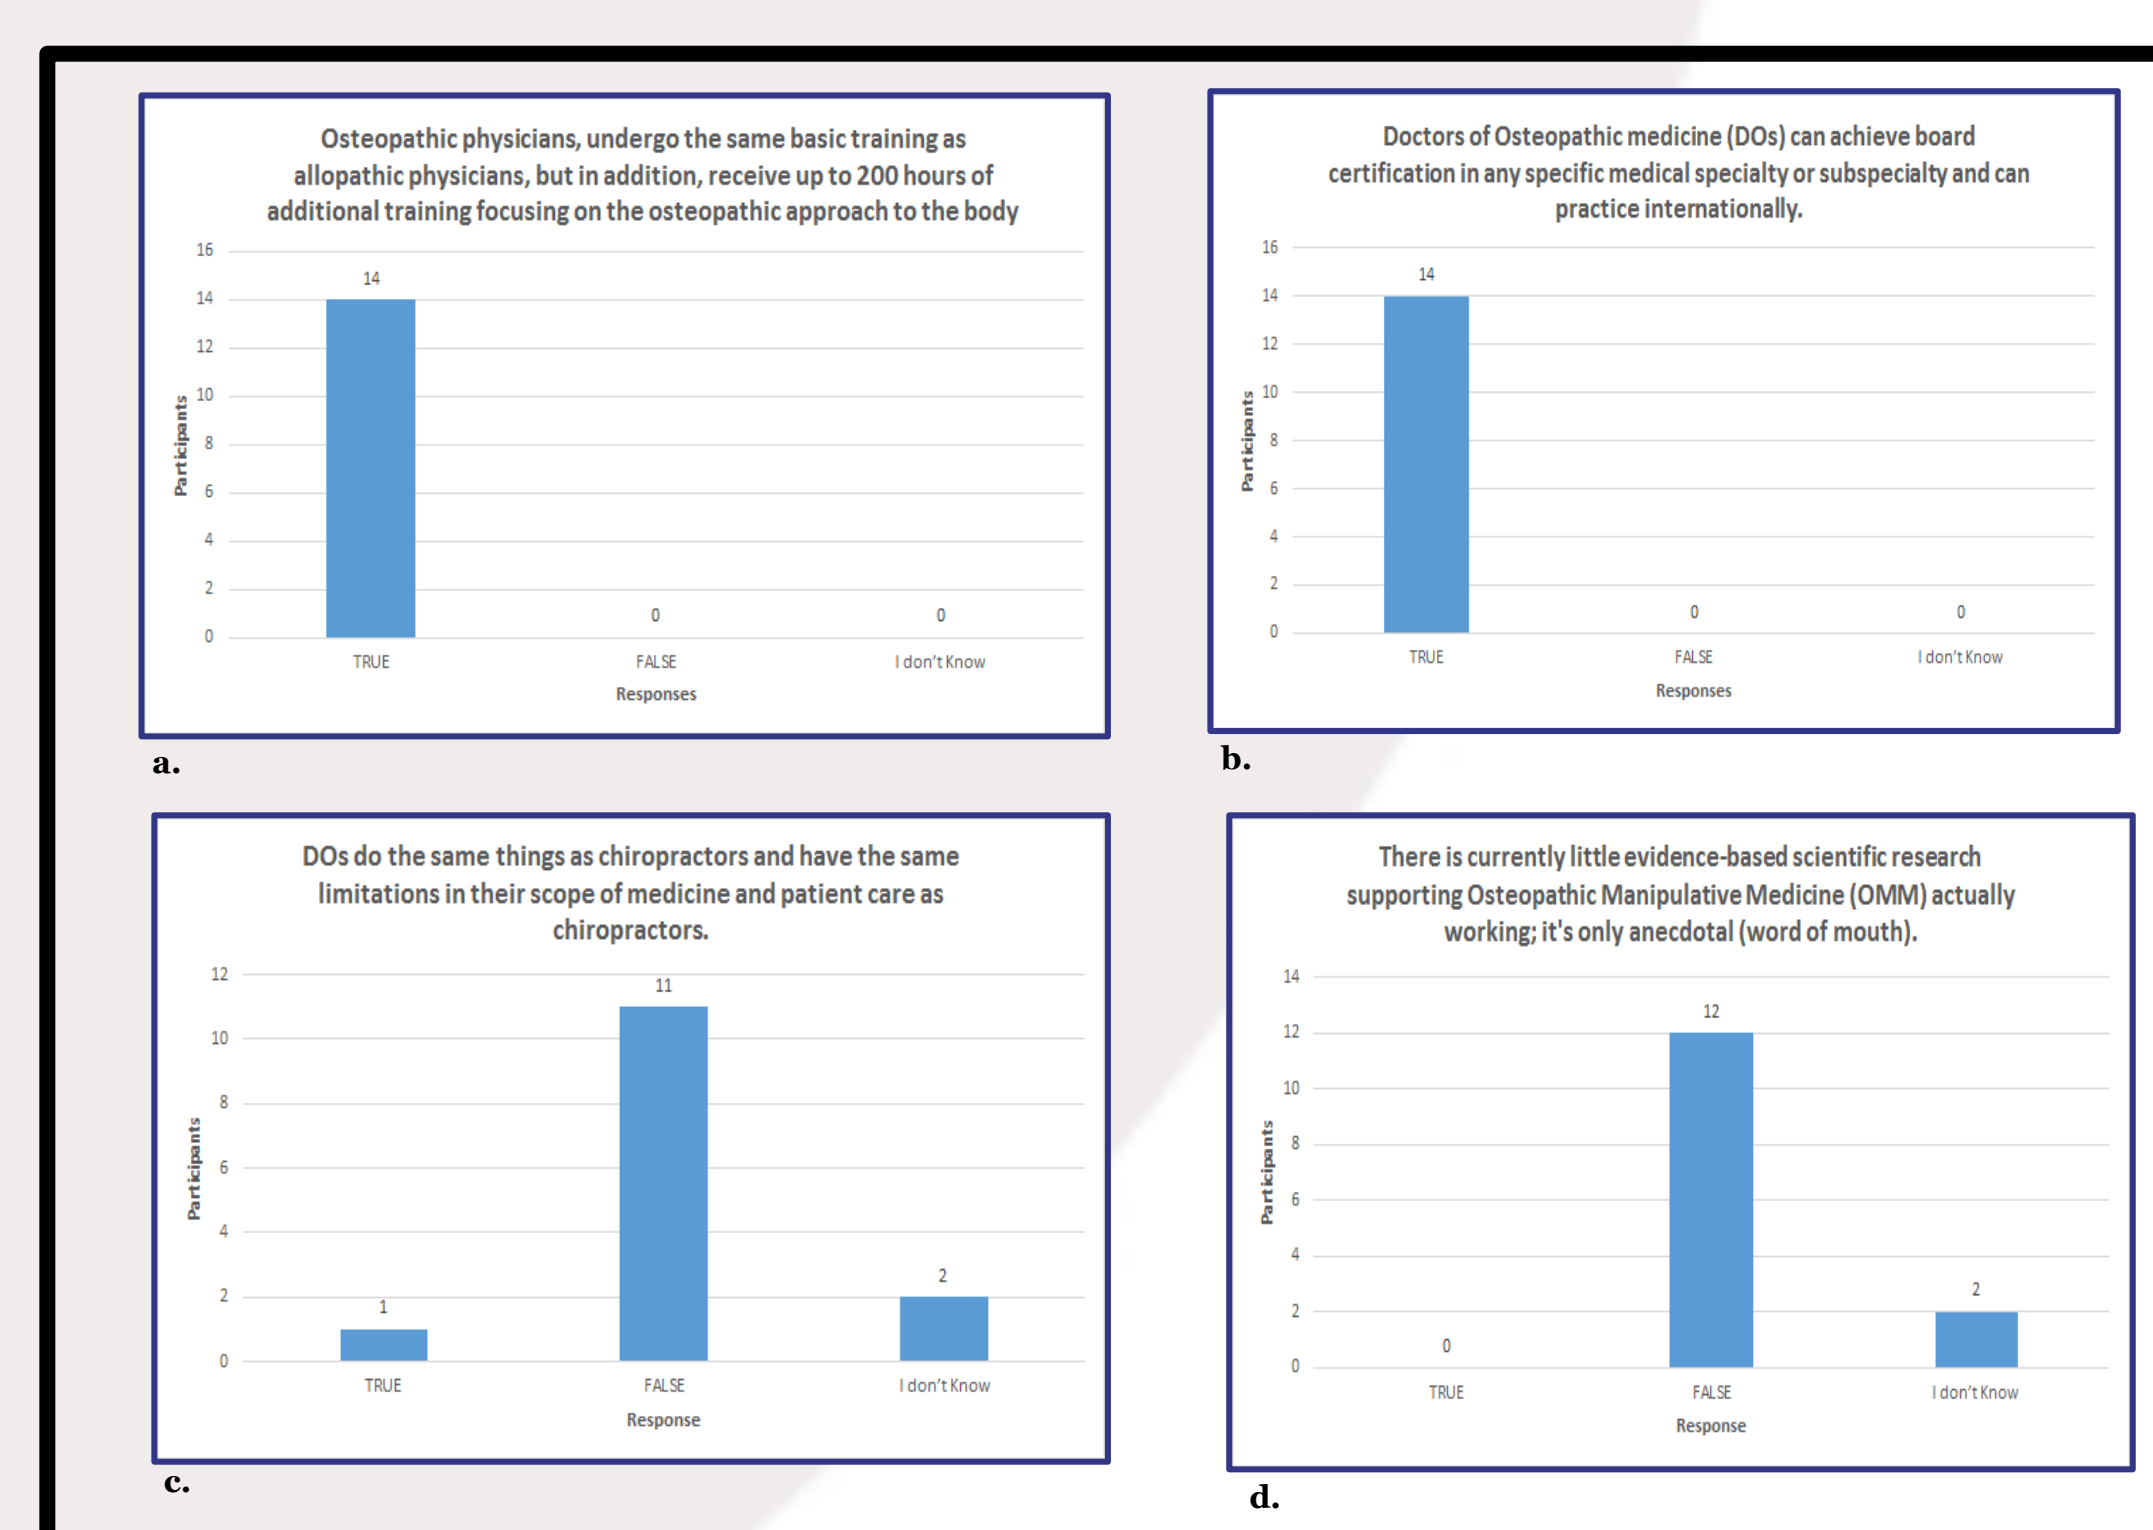 Osteopathic physicians, undergo the same basic training as
allopathic physicians, but in addition, receive up to 200 hours of
additional training focusing on the osteopathic approach to the body
16
14
14
12
10
8
6
4
2
0
0
0
Participants
TRUE
FALSE
I don't Know
Responses
a.
Doctors of Osteopathic medicine (DOs) can achieve board
certification in any specific medical specialty or subspecialty and can
practice internationally.
16
14
14
12
10
8
6
4
2
0
0
0
Participants
TRUE
FALSE
I don't Know
Responses
b.
DOs do the same things as chiropractors and have the same
limitations in their scope of medicine and patient care as
chiropractors.
12
11
10
8
6
4
2
2
1
0
Participants
TRUE
FALSE
I don't Know
Response
c.
There is currently little evidence-based scientific research
supporting Osteopathic Manipulative Medicine (OMM) actually
working; it's only anecdotal (word of mouth).
14
12
12
10
8
6
4
2
2
0
0
Participants
TRUE
FALSE
I don't Know
Response
d.